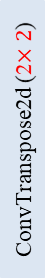 ConvTranspose2d (2× 2)